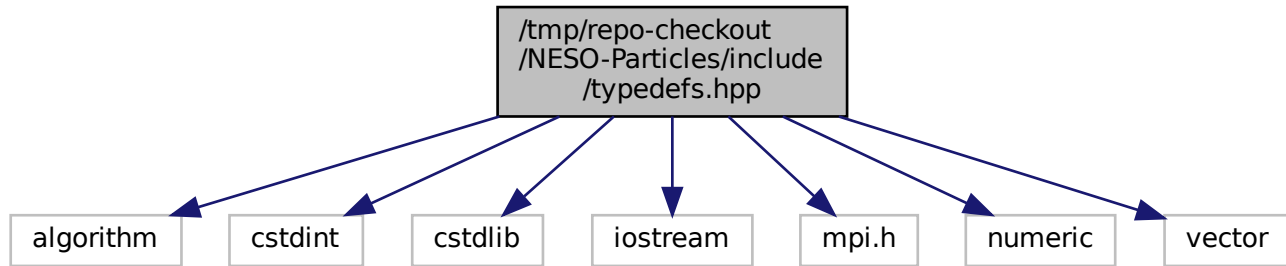 /tmp/repo-checkout
/NESO-Particles/include
/typedefs.hpp
algorithm
cstdint
cstdlib
iostream
mpi.h
numeric
vector